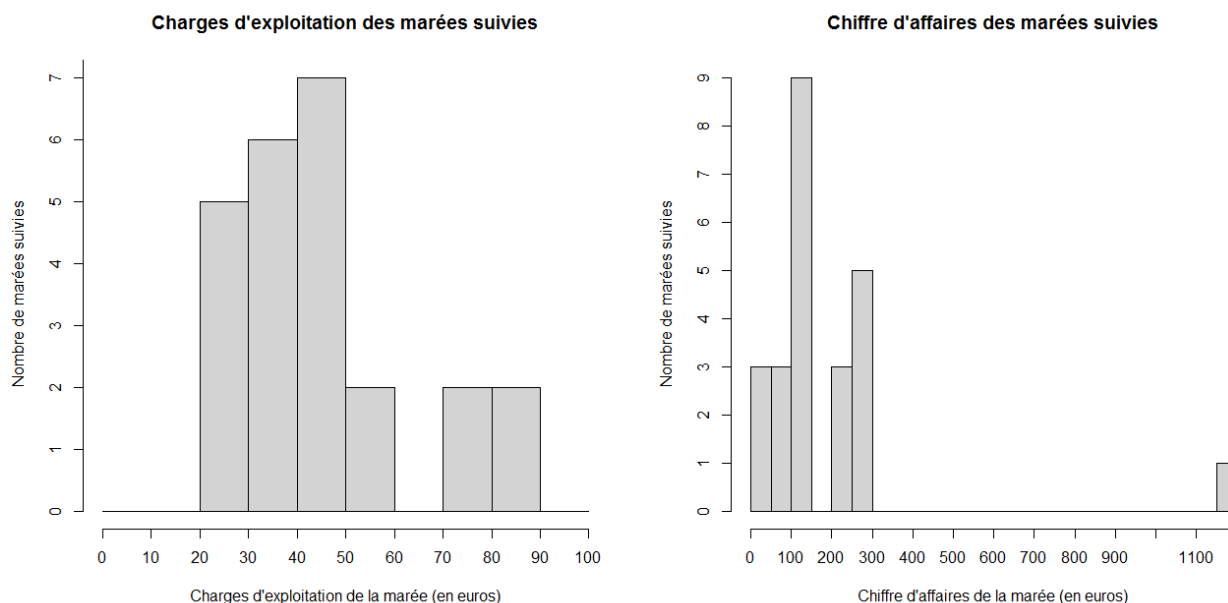 Charges d'exploitation des marées suivies
Nombre de marées suivies
7
6
5
4
3
2
1
0
0 10 20 30 40 50 60 70 80 90 100
Charges d'exploitation de la marée (en euros)
Chiffre d'affaires des marées suivies
Nombre de marées suivies
9
8
7
6
5
4
3
2
1
0
0 100 200 300 400 500 600 700 800 900 1100
Chiffre d'affaires de la marée (en euros)